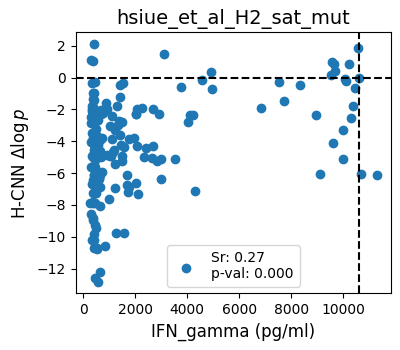 hsiue_et_al_H2_sat_mut
H-CNN Δlog p
2
0
−2
−4
−6
−8
−10
−12
Sr: 0.27
p-val: 0.000
0 2000 4000 6000 8000 10000
IFN_gamma (pg/ml)